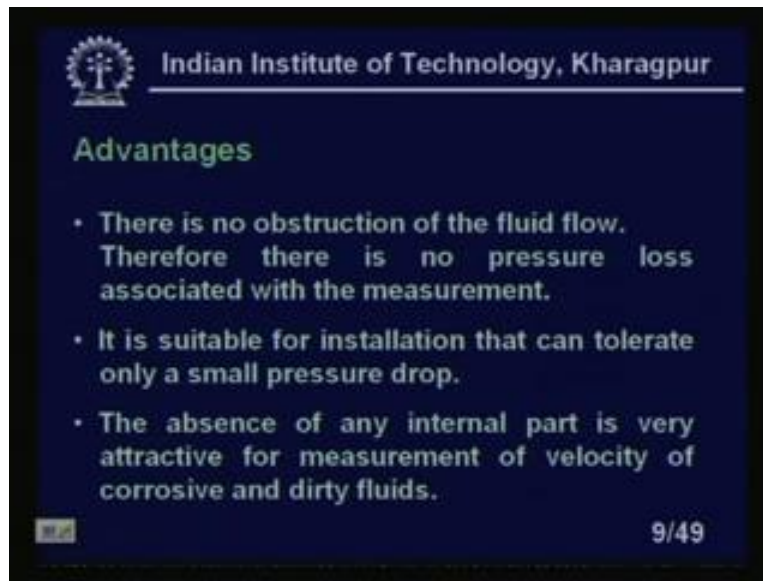 Indian Institute of Technology, Kharagpur
Advantages
• There is no obstruction of the fluid flow.
Therefore there is no pressure loss
associated with the measurement.
• It is suitable for installation that can tolerate
only a small pressure drop.
• The absence of any internal part is very
attractive for measurement of velocity of
corrosive and dirty fluids.
9/49